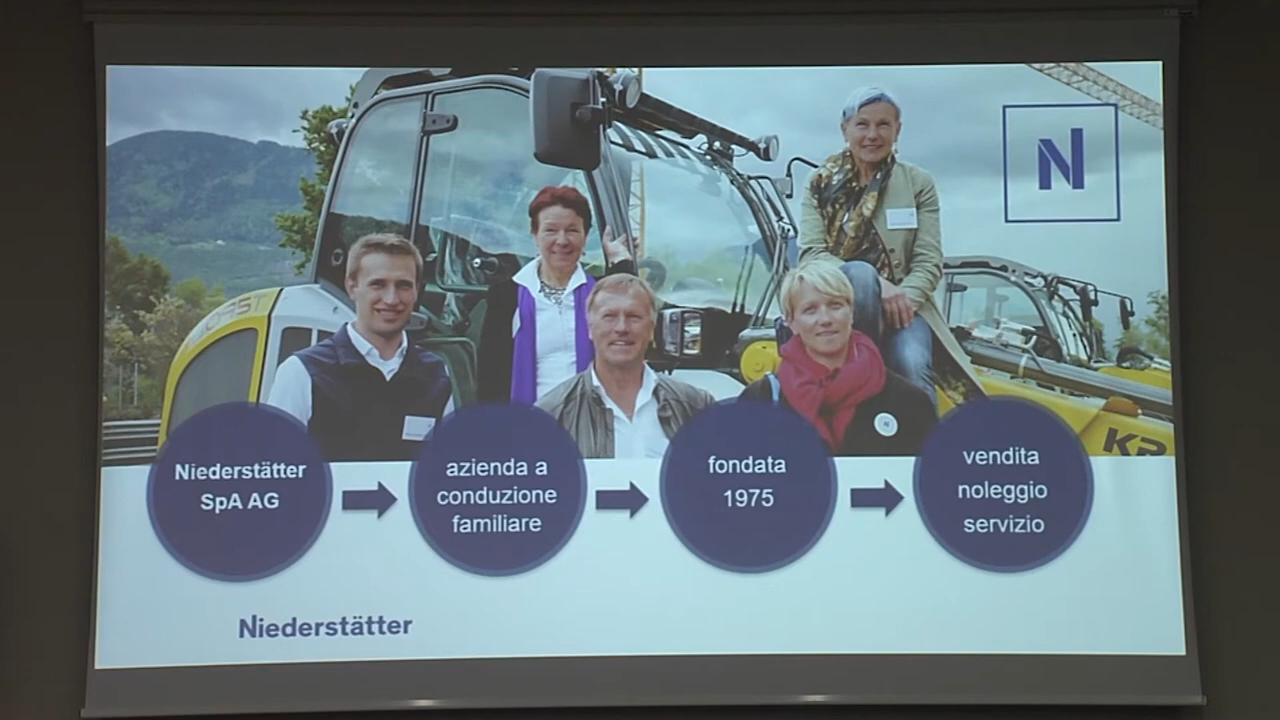 N
Niederstätter
SpA AG
azienda a
conduzione
familiare
fondata
1975
vendita
noleggio
servizio
Niederstätter